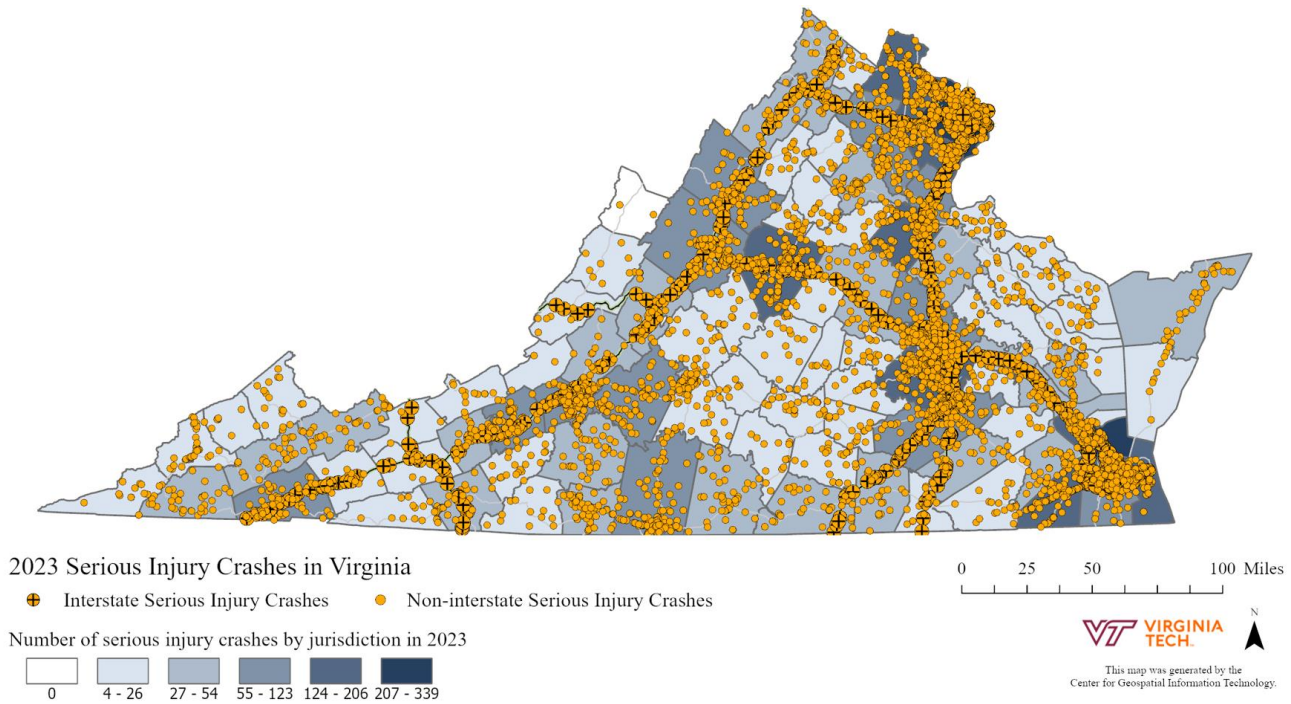 2023 Serious Injury Crashes in Virginia
Interstate Serious Injury Crashes Non-interstate Serious Injury Crashes
Number of serious injury crashes by jurisdiction in 2023
0 4 - 26 27 - 54 55 - 123 124 - 206 207 - 339
0 25 50 100 Miles
VT VIRGINIA
TECH
N
This map was generated by the
Center for Geospatial Information Technology.